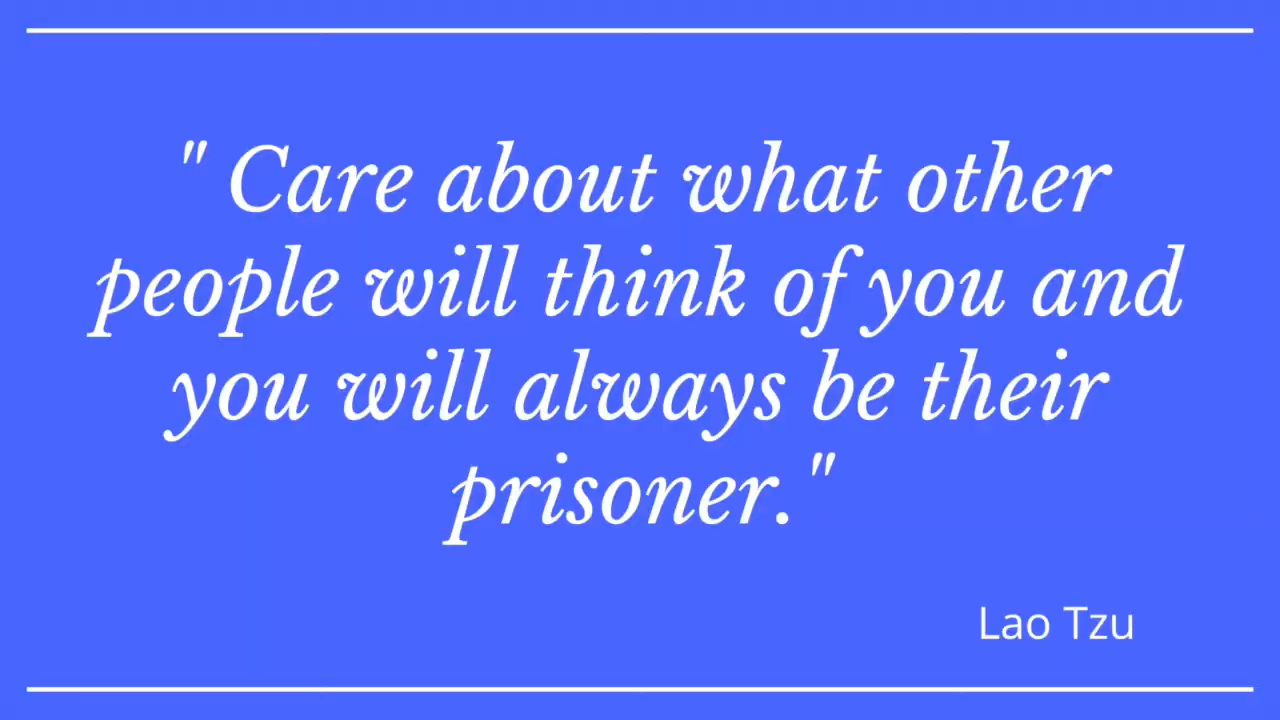 " Care about what other
people will think of you and
you will always be their
prisoner."
Lao Tzu